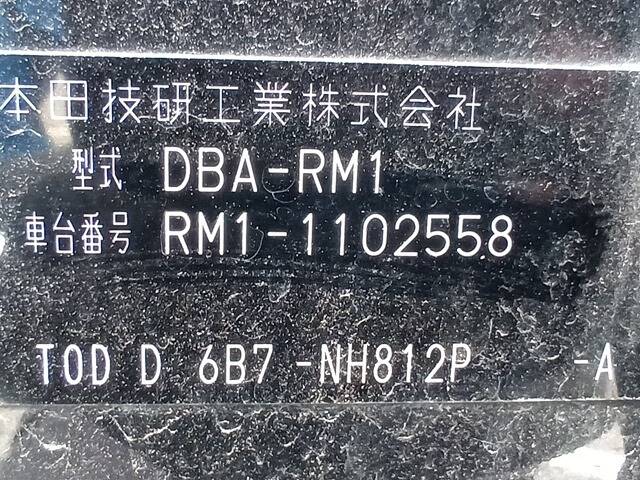 本田技研工業株式会社
型式 DBA-RM1
車台番号 RM1-1102558
TOD D 6B7 -NH812P -A